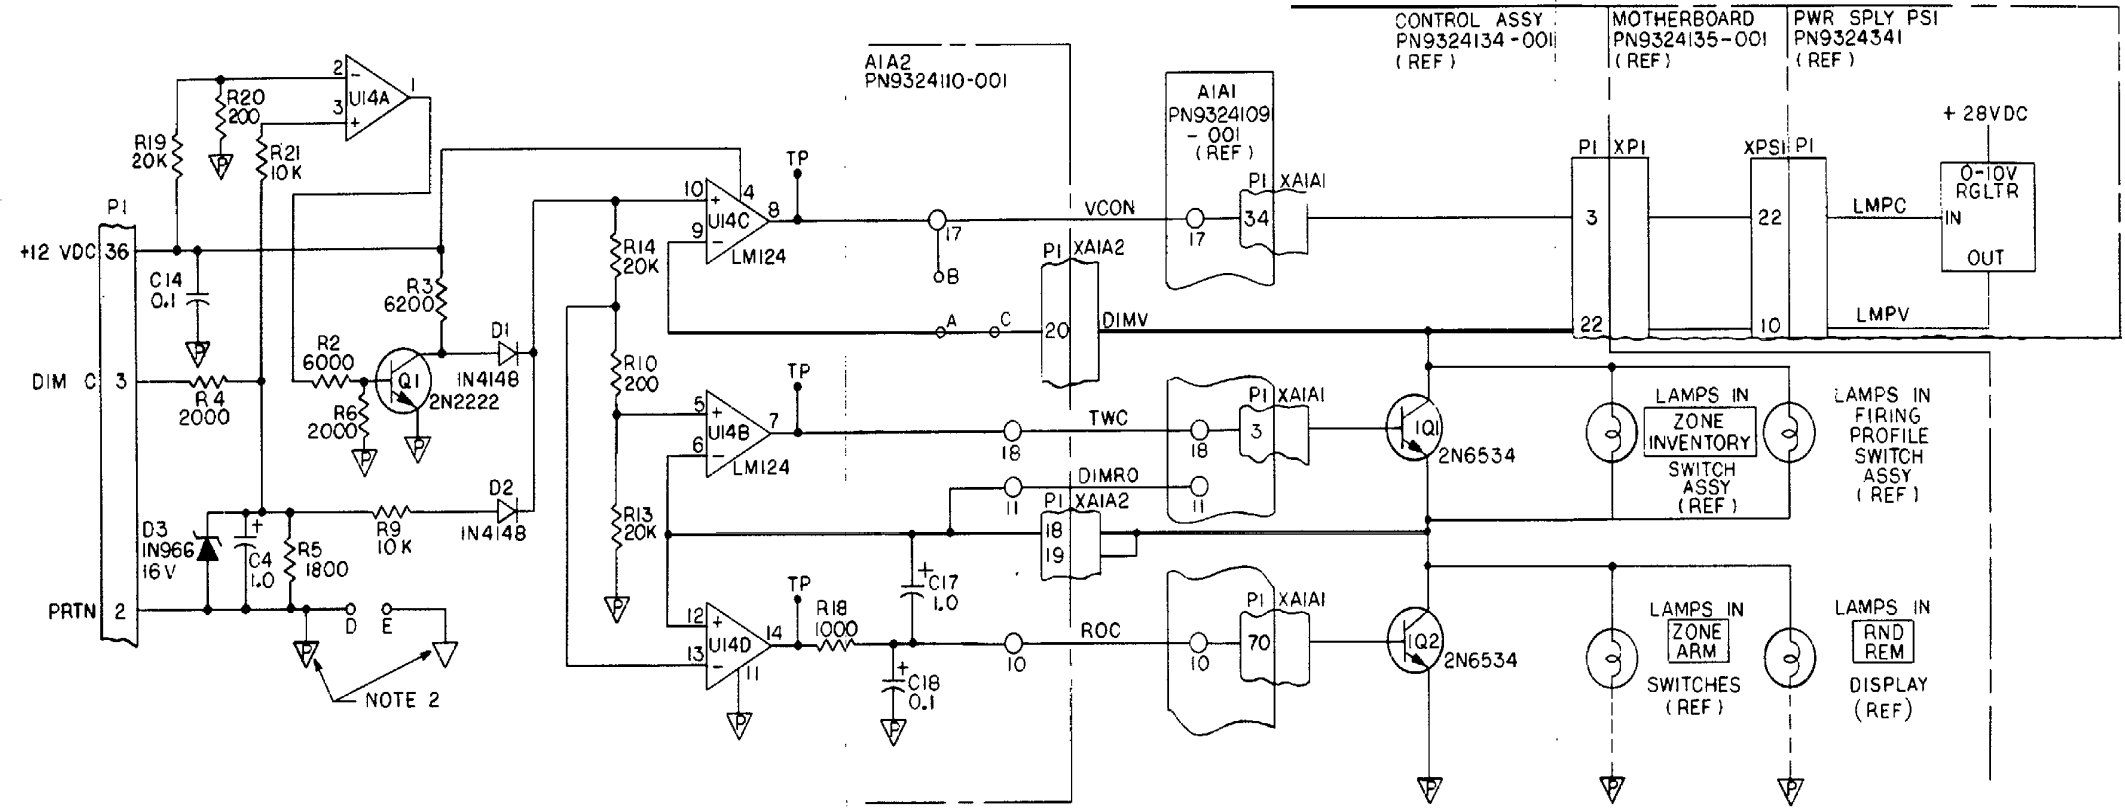 CONTROL ASSY
PN9324134-001
(REF)
MOTHERBOARD
PN9324135-001
(REF)
PWR SPLY PS1
PN9324341
(REF)
A1A2
PN9324110-001
2
-
U14A
1
3
+
R20
200
R19
20K
R21
10K
A1A1
PN9324109
-001
(REF)
+28VDC
P1 XP1
XPS1 P1
0-10V
RGLTR
IN
OUT
TP
10
+
4
U14C
8
9
-
LM124
17
B
VCON
17
P1 XA1A1
34
3
22
LMPC
P1
+12 VDC 36
C14
0.1
R3
6200
R14
20K
P1 XA1A2
A
C
20
DIMV
22
10
LMPV
P
DIM C 3
R4
2000
R2
6000
R6
2000
Q1
2N2222
D1
1N4148
R10
200
TP
5
+
U14B
7
6
-
LM124
18
TWC
18
P1 XA1A1
3
1Q1
2N6534
LAMPS IN
ZONE
INVENTORY
SWITCH
ASSY
(REF)
LAMPS IN
FIRING
PROFILE
SWITCH
ASSY
(REF)
P
P
DIMRO
11
11
D2
1N4148
R9
10K
R13
20K
P1 XA1A2
18
19
D3
1N966
16V
+
C4
1.0
R5
1800
PRTN 2
D
E
P
NOTE 2
P
TP
12
+
U14D
14
13
-
11
P
R18
1000
+
C17
1.0
+
C18
0.1
P
10
ROC
10
P1 XA1A1
70
1Q2
2N6534
LAMPS IN
ZONE
ARM
SWITCHES
(REF)
LAMPS IN
RND
REM
DISPLAY
(REF)
P
P
P
P